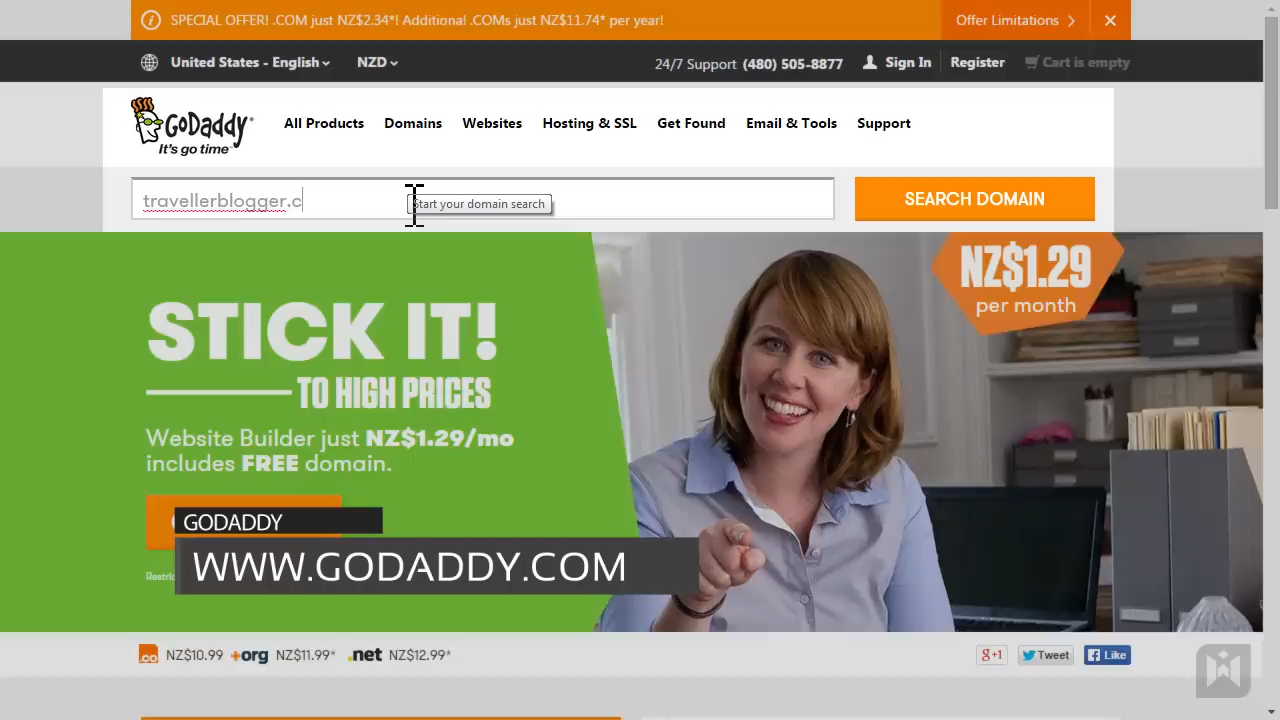 SPECIAL OFFER! .COM just NZ$2.34*! Additional .COMs just NZ$11.74* per year!
Offer Limitations
United States - English
NZD
24/7 Support (480) 505-8877
Sign In
Register
Cart is empty
GoDaddy
It's go time™
All Products
Domains
Websites
Hosting & SSL
Get Found
Email & Tools
Support
travellerblogger.c
Start your domain search
SEARCH DOMAIN
STICK IT!
TO HIGH PRICES
Website Builder just NZ$1.29/mo
includes FREE domain.
NZ$1.29
per month
GODADDY
WWW.GODADDY.COM
.co NZ$10.99 +org NZ$11.99* .net NZ$12.99*
g+1
Tweet
Like